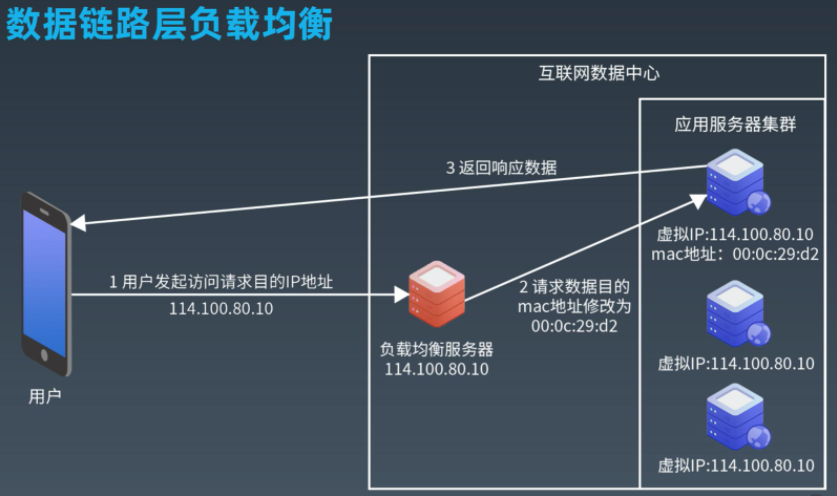 数据链路层负载均衡
互联网数据中心
应用服务器集群
3 返回响应数据
虚拟IP:114.100.80.10
mac地址：00:0c:29:d2
1 用户发起访问请求目的IP地址
114.100.80.10
2 请求数据目的
mac地址修改为
00:0c:29:d2
负载均衡服务器
114.100.80.10
用户
虚拟IP:114.100.80.10
虚拟IP:114.100.80.10